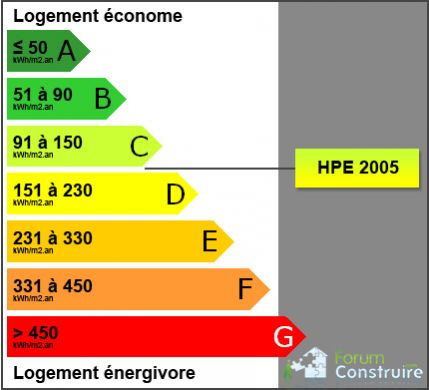 Logement économe
≤ 50 A
kWh/m2.an
51 à 90 B
kWh/m2.an
91 à 150 C
kWh/m2.an
HPE 2005
151 à 230 D
kWh/m2.an
231 à 330 E
kWh/m2.an
331 à 450 F
kWh/m2.an
> 450 G
kWh/m2.an
Forum
Construire
Logement énergivore